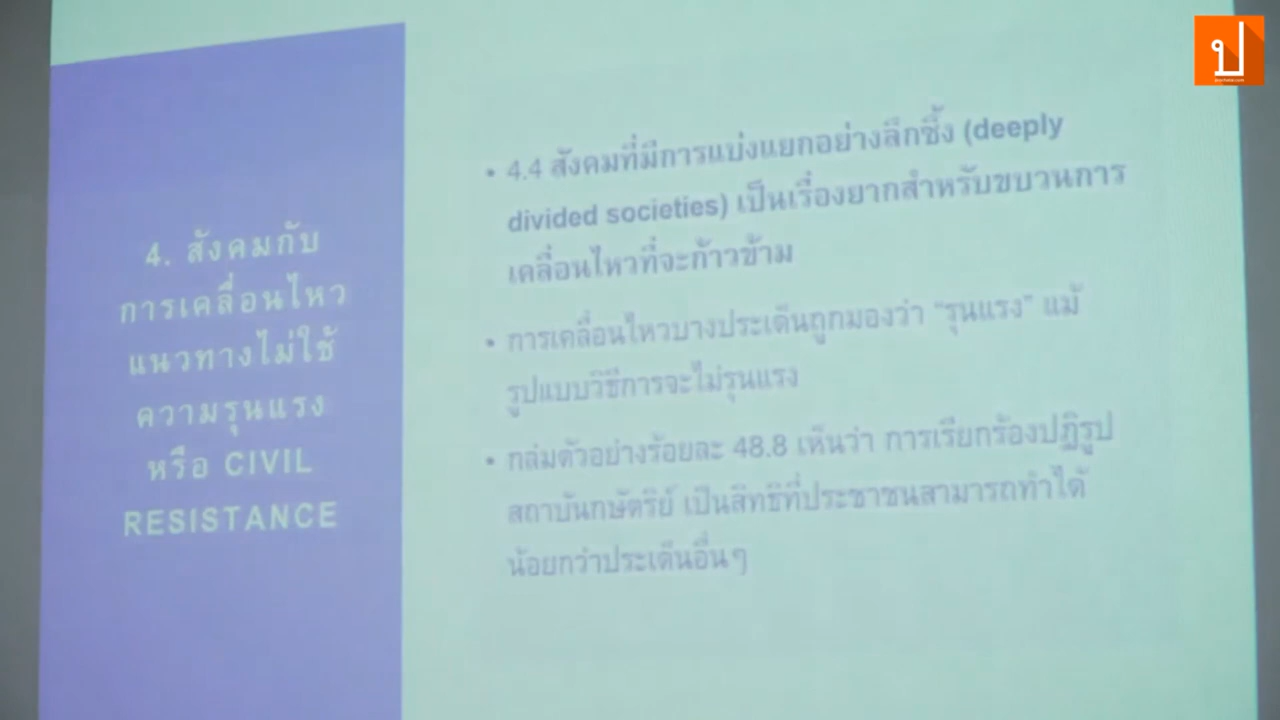 ป
4. สังคมกับ
การเคลื่อนไหว
แนวทางไม่ใช้
ความรุนแรง
หรือ CIVIL
RESISTANCE
• 4.4 สังคมที่มีการแบ่งแยกอย่างลึกซึ้ง (deeply
divided societies) เป็นเรื่องยากสำหรับขบวนการ
เคลื่อนไหวที่จะก้าวข้าม
• การเคลื่อนไหวบางประเด็นถูกมองว่า "รุนแรง" แม้
รูปแบบวิธีการจะไม่รุนแรง
• กลุ่มตัวอย่างร้อยละ 48.8 เห็นว่า การเรียกร้องปฏิรูป
สถาบันกษัตริย์ เป็นสิทธิที่ประชาชนสามารถทำได้
น้อยกว่าประเด็นอื่นๆ